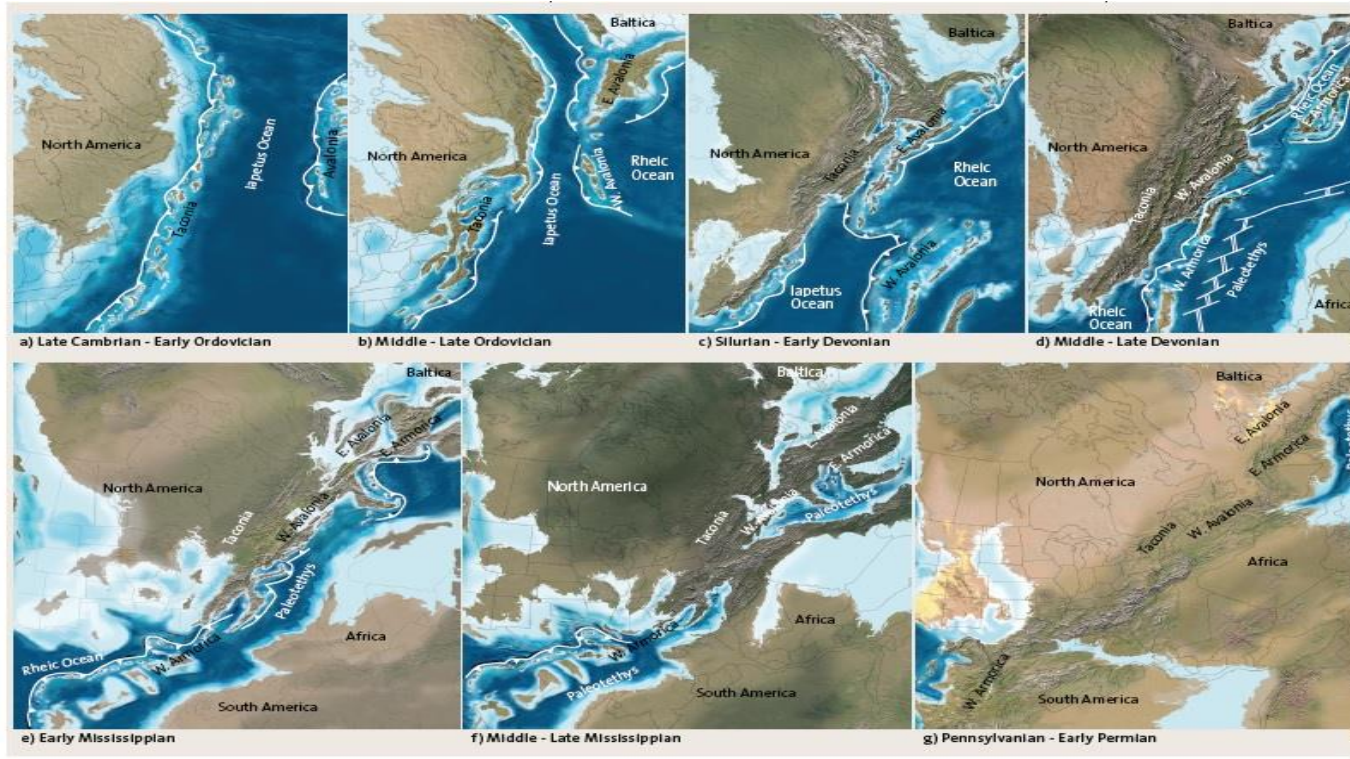 Baltica
E. Avalonia
North America
Iapetus Ocean
Avalonia
Taconia
a) Late Cambrian - Early Ordovician
North America
Taconia
Iapetus Ocean
W. Avalonia
Rheic
Ocean
b) Middle - Late Ordovician
Baltica
North America
Taconia
E. Avalonia
Rheic
Ocean
W. Avalonia
Iapetus
Ocean
c) Silurian - Early Devonian
Baltica
Rheic Ocean
E. Armorica
North America
Taconia
W. Avalonia
W. Armorica
Paleotethys
Rheic
Ocean
Africa
d) Middle - Late Devonian
Baltica
E. Avalonia
E. Armorica
North America
Taconia
W. Avalonia
Paleotethys
Rheic Ocean
W. Armorica
Africa
South America
e) Early Mississippian
Baltica
E. Avalonia
E. Armorica
North America
Taconia
Paleotethys
W. Armorica
Africa
Paleotethys
South America
f) Middle - Late Mississippian
Baltica
E. Avalonia
E. Armorica
North America
Taconia
W. Avalonia
Africa
W. Armorica
South America
g) Pennsylvanian - Early Permian